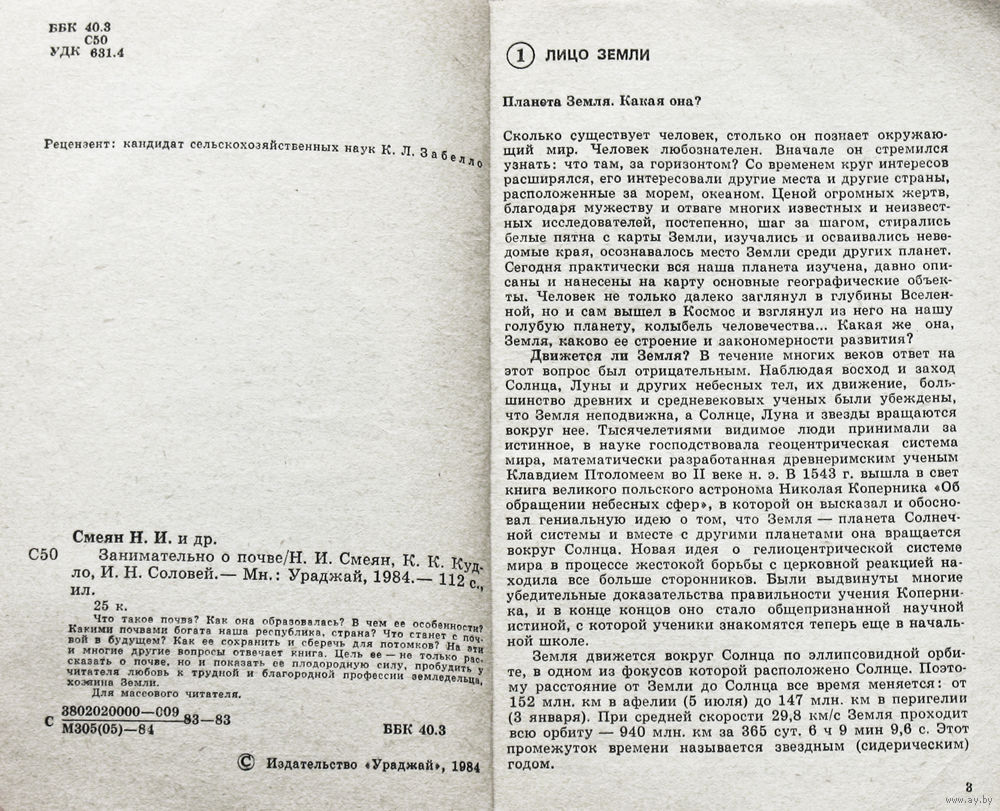 ББК 40.3
С50
УДК 631.4
Рецензент: кандидат сельскохозяйственных наук К. Л. Забелло
Смеян Н. И. и др.
С50 Занимательно о почве/Н. И. Смеян, К. К. Куд-
ло, И. Н. Соловей.— Мн.: Ураджай, 1984.— 112 с.,
ил.
25 к.
Что такое почва? Как она образовалась? В чем ее особенности?
Какими почвами богата наша республика, страна? Что станет с поч-
вой в будущем? Как ее сохранить и сберечь для потомков? На эти
и многие другие вопросы отвечает книга. Цель ее — не только рас-
сказать о почве, но и показать ее плодородную силу, пробудить у
читателя любовь к трудной и благородной профессии земледельца,
хозяина Земли.
Для массового читателя.
С 3802020000—009 83—83
М305(05)—84
ББК 40.3
© Издательство «Ураджай», 1984
1 ЛИЦО ЗЕМЛИ
Планета Земля. Какая она?
Сколько существует человек, столько он познает окружаю-
щий мир. Человек любознателен. Вначале он стремился
узнать: что там, за горизонтом? Со временем круг интересов
расширялся, его интересовали другие места и другие страны,
расположенные за морем, океаном. Ценой огромных жертв,
благодаря мужеству и отваге многих известных и неизвест-
ных исследователей, постепенно, шаг за шагом, стирались
белые пятна с карты Земли, изучались и осваивались неве-
домые края, осознавалось место Земли среди других планет.
Сегодня практически вся наша планета изучена, давно опи-
саны и нанесены на карту основные географические объек-
ты. Человек не только далеко заглянул в глубины Вселен-
ной, но и сам вышел в Космос и взглянул из него на нашу
голубую планету, колыбель человечества... Какая же она,
Земля, каково ее строение и закономерности развития?
Движется ли Земля? В течение многих веков ответ на
этот вопрос был отрицательным. Наблюдая восход и заход
Солнца, Луны и других небесных тел, их движение, боль-
шинство древних и средневековых ученых были убеждены,
что Земля неподвижна, а Солнце, Луна и звезды вращаются
вокруг нее. Тысячелетиями видимое люди принимали за
истинное, в науке господствовала геоцентрическая система
мира, математически разработанная древнеримским ученым
Клавдием Птоломеем во II веке н. э. В 1543 г. вышла в свет
книга великого польского астронома Николая Коперника «Об
обращении небесных сфер», в которой он высказал и обосно-
вал гениальную идею о том, что Земля — планета Солнеч-
ной системы и вместе с другими планетами она вращается
вокруг Солнца. Новая идея о гелиоцентрической системе
мира в процессе жестокой борьбы с церковной реакцией на-
ходила все больше сторонников. Были выдвинуты многие
убедительные доказательства правильности учения Коперни-
ка, и в конце концов оно стало общепризнанной научной
истиной, с которой ученики знакомятся теперь еще в началь-
ной школе.
Земля движется вокруг Солнца по эллипсовидной орби-
те, в одном из фокусов которой расположено Солнце. Поэто-
му расстояние от Земли до Солнца все время меняется: от
152 млн. км в афелии (5 июля) до 147 млн. км в перигелии
(3 января). При средней скорости 29,8 км/с Земля проходит
всю орбиту — 940 млн. км за 365 сут. 6 ч 9 мин 9,6 с. Этот
промежуток времени называется звездным (сидерическим)
годом.
3
www.ay.by